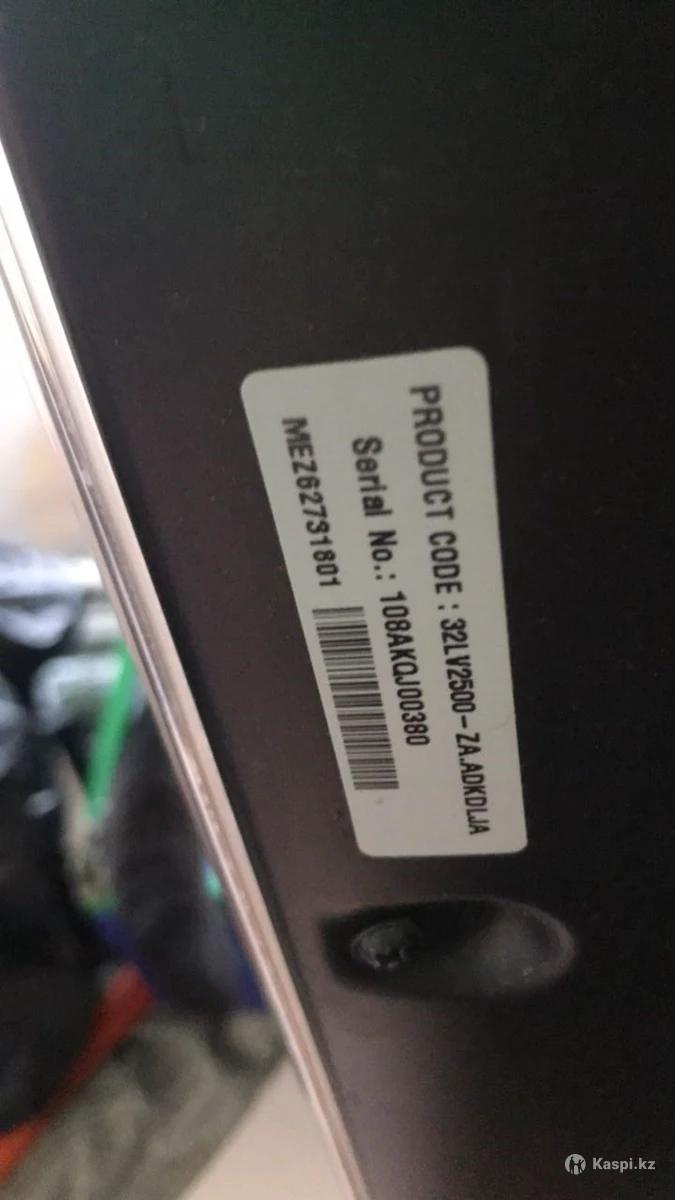 PRODUCT CODE : 32LV2500-ZA.ADKDLJA
Serial No.: 108AKQJ00380
MEZ62731801
Kaspi.kz